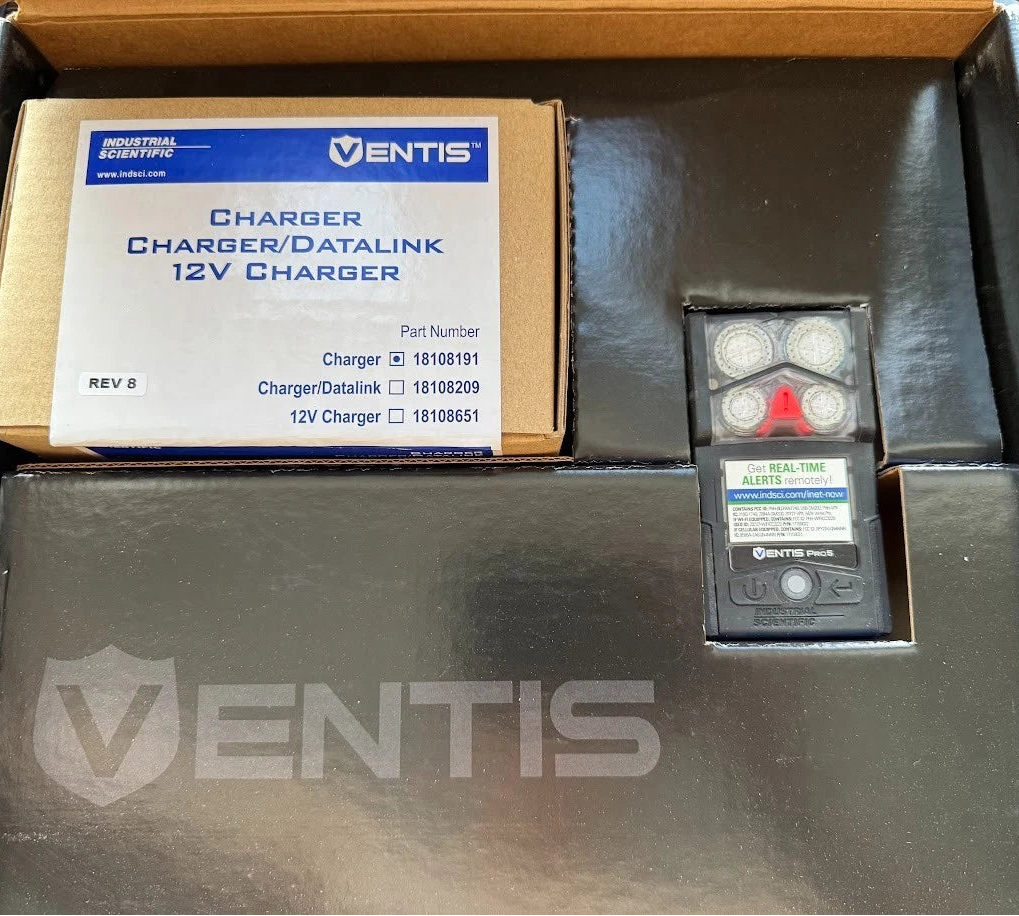 INDUSTRIAL
SCIENTIFIC
www.indsci.com
VENTIS™
CHARGER
CHARGER/DATALINK
12V CHARGER
Part Number
Charger 18108191
REV 8
Charger/Datalink 18108209
12V Charger 18108651
Get REAL-TIME
ALERTS remotely!
www.indsci.com/inet-now
VENTIS PRO5
INDUSTRIAL
SCIENTIFIC
VENTIS